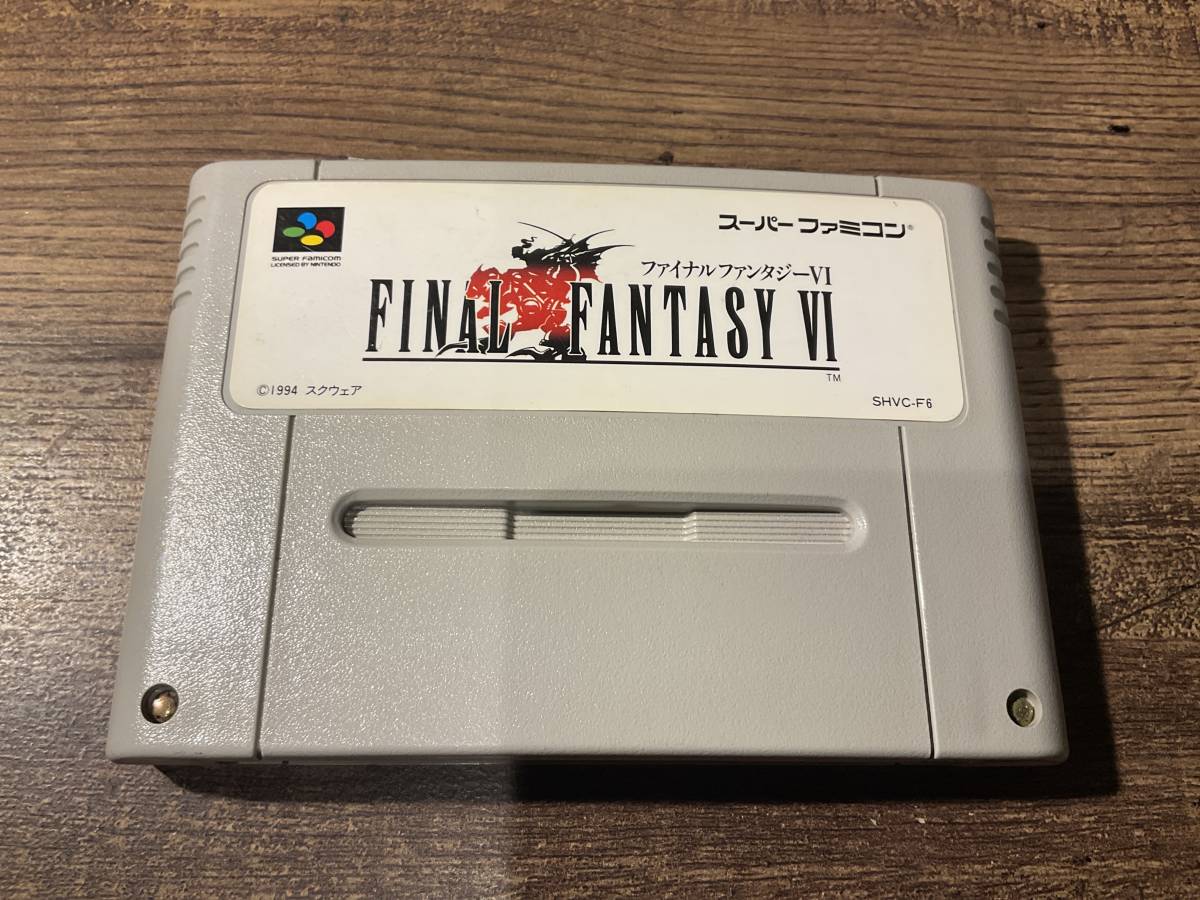 SUPER FAMICOM
LICENSED BY NINTENDO
スーパーファミコン®
ファイナルファンタジーVI
FINAL FANTASY VI
TM
©1994 スクウェア
SHVC-F6